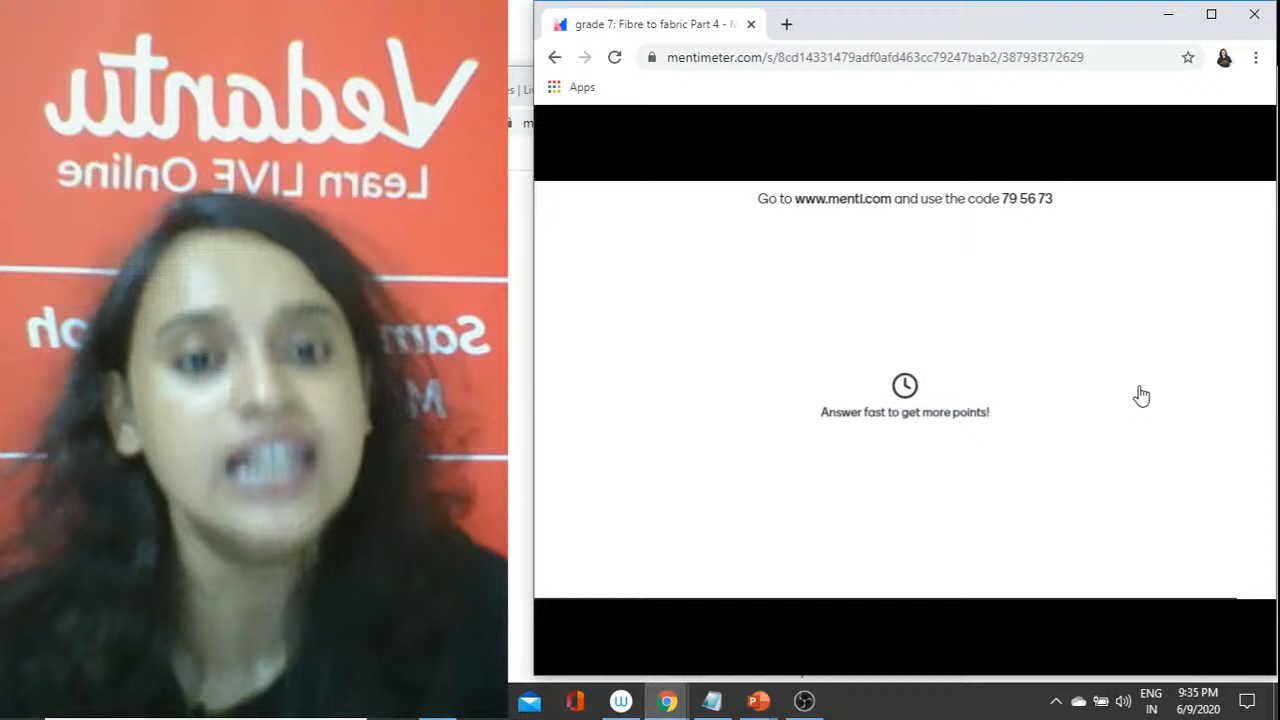 Vedantu
Learn LIVE Online
Sam
oh
M
grade 7: Fibre to fabric Part 4 - M
mentimeter.com/s/8cd14331479adf0afd463cc79247bab2/38793f372629
Apps
Go to www.menti.com and use the code 79 56 73
Answer fast to get more points!
ENG
IN
9:35 PM
6/9/2020